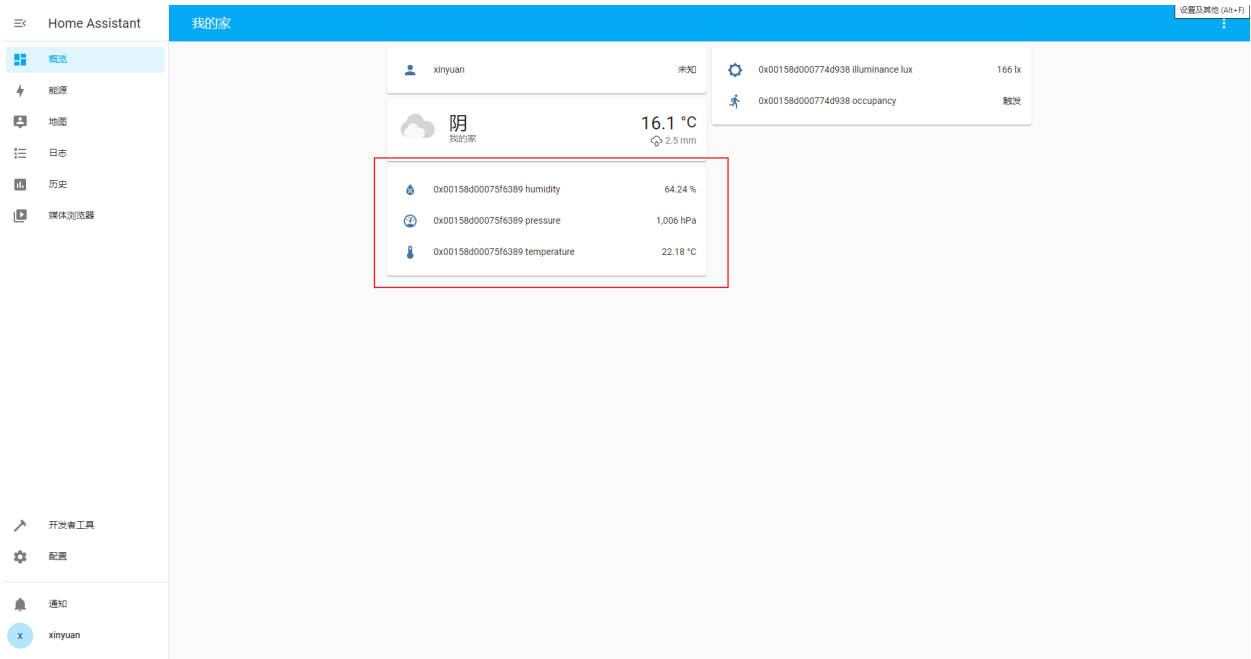 设置及其他 (Alt+F)
Home Assistant
我的家
概览
能源
地图
日志
历史
媒体浏览器
开发者工具
配置
通知
x xinyuan
xinyuan 未知
阴 16.1 °C
我的家 2.5 mm
0x00158d00075f6389 humidity 64.24 %
0x00158d00075f6389 pressure 1,006 hPa
0x00158d00075f6389 temperature 22.18 °C
0x00158d000774d938 illuminance lux 166 lx
0x00158d000774d938 occupancy 触发